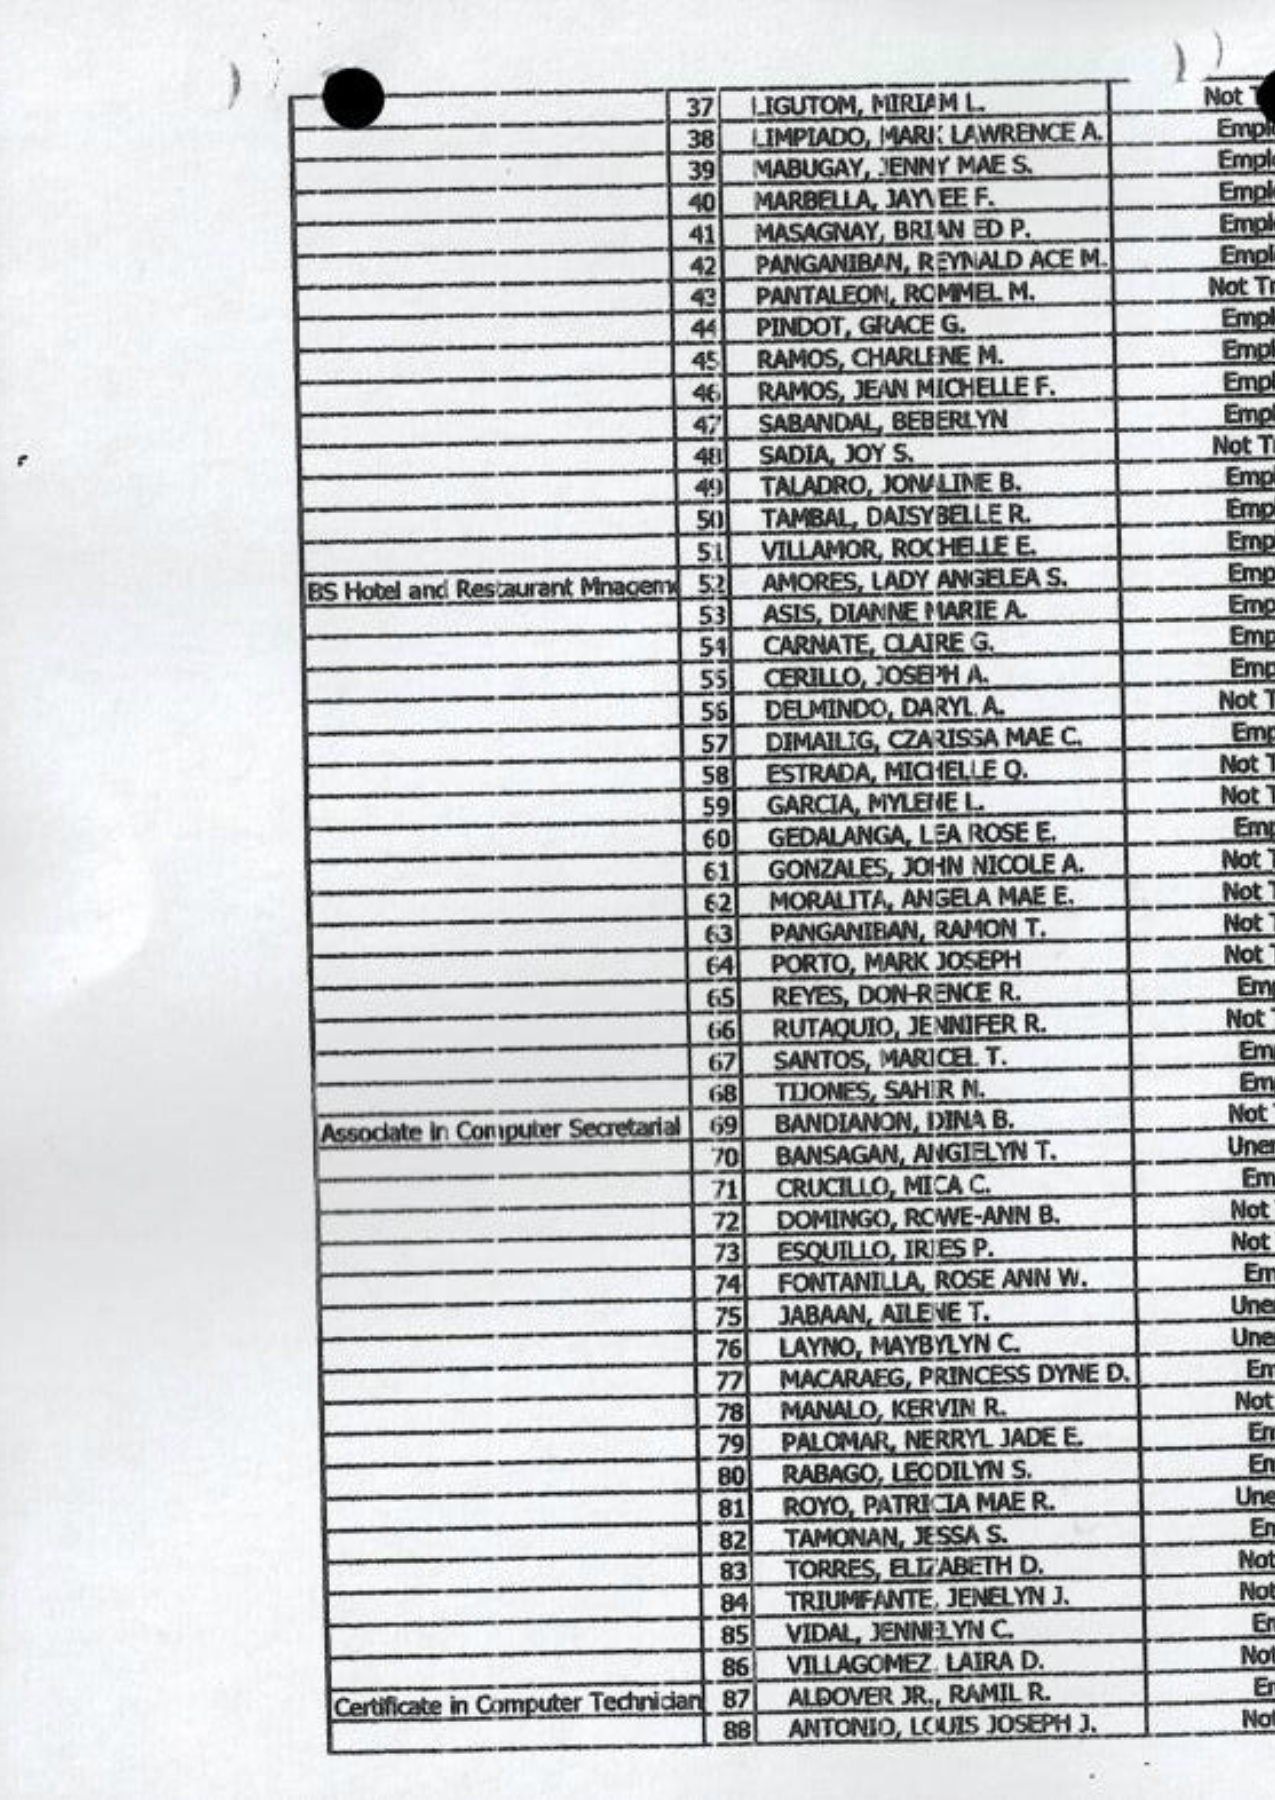 37 LIGUTOM, MIRIAM L. Not
38 LIMPIADO, MARK LAWRENCE A. Empl
39 MABUGAY, JENNY MAE S. Empl
40 MARBELLA, JAYVEE F. Empl
41 MASAGNAY, BRIAN ED P. Empl
42 PANGANIBAN, REYNALD ACE M. Empl
43 PANTALEON, ROMMEL M. Not Tr
44 PINDOT, GRACE G. Empl
45 RAMOS, CHARLENE M. Empl
46 RAMOS, JEAN MICHELLE F. Empl
47 SABANDAL, BEBERLYN Empl
48 SADIA, JOY S. Not T
49 TALADRO, JONALINE B. Emp
50 TAMBAL, DAISYBELLE R. Emp
51 VILLAMOR, ROCHELLE E. Emp
BS Hotel and Restaurant Mnageme 52 AMORES, LADY ANGELEA S. Emp
53 ASIS, DIANNE MARIE A. Emp
54 CARNATE, CLAIRE G. Emp
55 CERILLO, JOSEPH A. Emp
56 DELMINDO, DARYL A. Not T
57 DIMAILIG, CZARISSA MAE C. Emp
58 ESTRADA, MICHELLE O. Not T
59 GARCIA, MYLENE L. Not T
60 GEDALANGA, LEA ROSE E. Emp
61 GONZALES, JOHN NICOLE A. Not T
62 MORALITA, ANGELA MAE E. Not T
63 PANGANIBAN, RAMON T. Not T
64 PORTO, MARK JOSEPH Not T
65 REYES, DON-RENCE R. Emp
66 RUTAQUIO, JENNIFER R. Not
67 SANTOS, MARICEL T. Em
68 TIJONES, SAHIR N. Em
Associate in Computer Secretarial 69 BANDIANON, DINA B. Not
70 BANSAGAN, ANGIELYN T. Uner
71 CRUCILLO, MICA C. Em
72 DOMINGO, ROWE-ANN B. Not
73 ESQUILLO, IRIES P. Not
74 FONTANILLA, ROSE ANN W. Em
75 JABAAN, AILENE T. Une
76 LAYNO, MAYBYLYN C. Une
77 MACARAEG, PRINCESS DYNE D. Em
78 MANALO, KERVIN R. Not
79 PALOMAR, NERRYL JADE E. Em
80 RABAGO, LEODILYN S. Em
81 ROYO, PATRICIA MAE R. Une
82 TAMONAN, JESSA S. En
83 TORRES, ELIZABETH D. Not
84 TRIUMFANTE, JENELYN J. Not
85 VIDAL, JENNELYN C. Er
86 VILLAGOMEZ, LAIRA D. Not
Certificate in Computer Technician 87 ALDOVER JR., RAMIL R. Er
88 ANTONIO, LOUIS JOSEPH J. Not